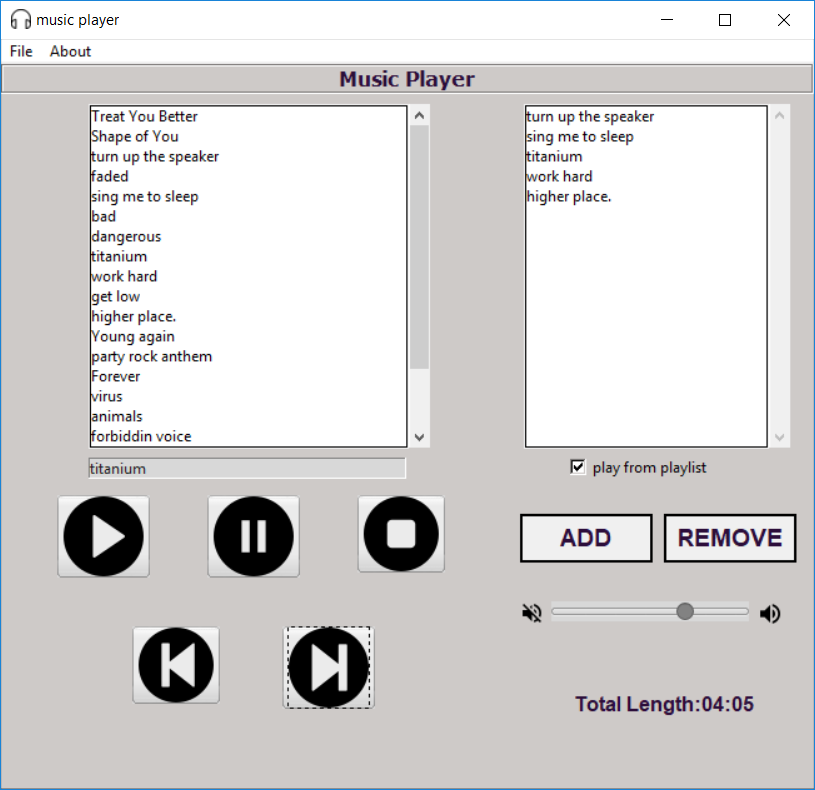 music player
File About
Music Player
Treat You Better
Shape of You
turn up the speaker
faded
sing me to sleep
bad
dangerous
titanium
work hard
get low
higher place.
Young again
party rock anthem
Forever
virus
animals
forbiddin voice
titanium
turn up the speaker
sing me to sleep
titanium
work hard
higher place.
play from playlist
ADD REMOVE
Total Length:04:05